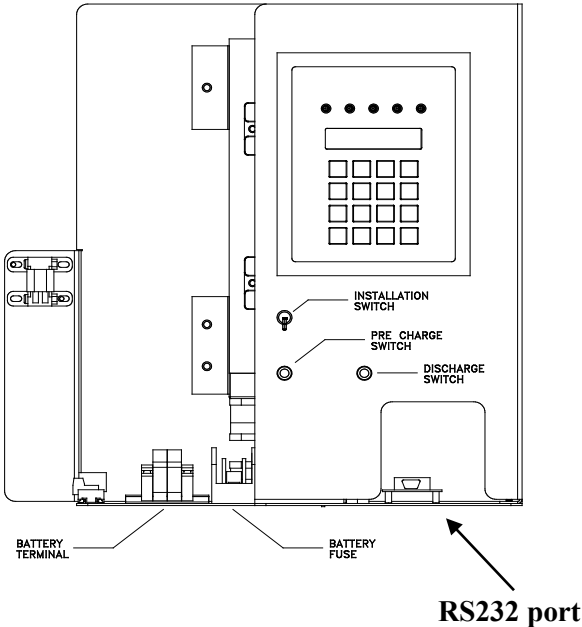 INSTALLATION
SWITCH
PRE CHARGE
SWITCH
DISCHARGE
SWITCH
BATTERY
TERMINAL
BATTERY
FUSE
RS232 port